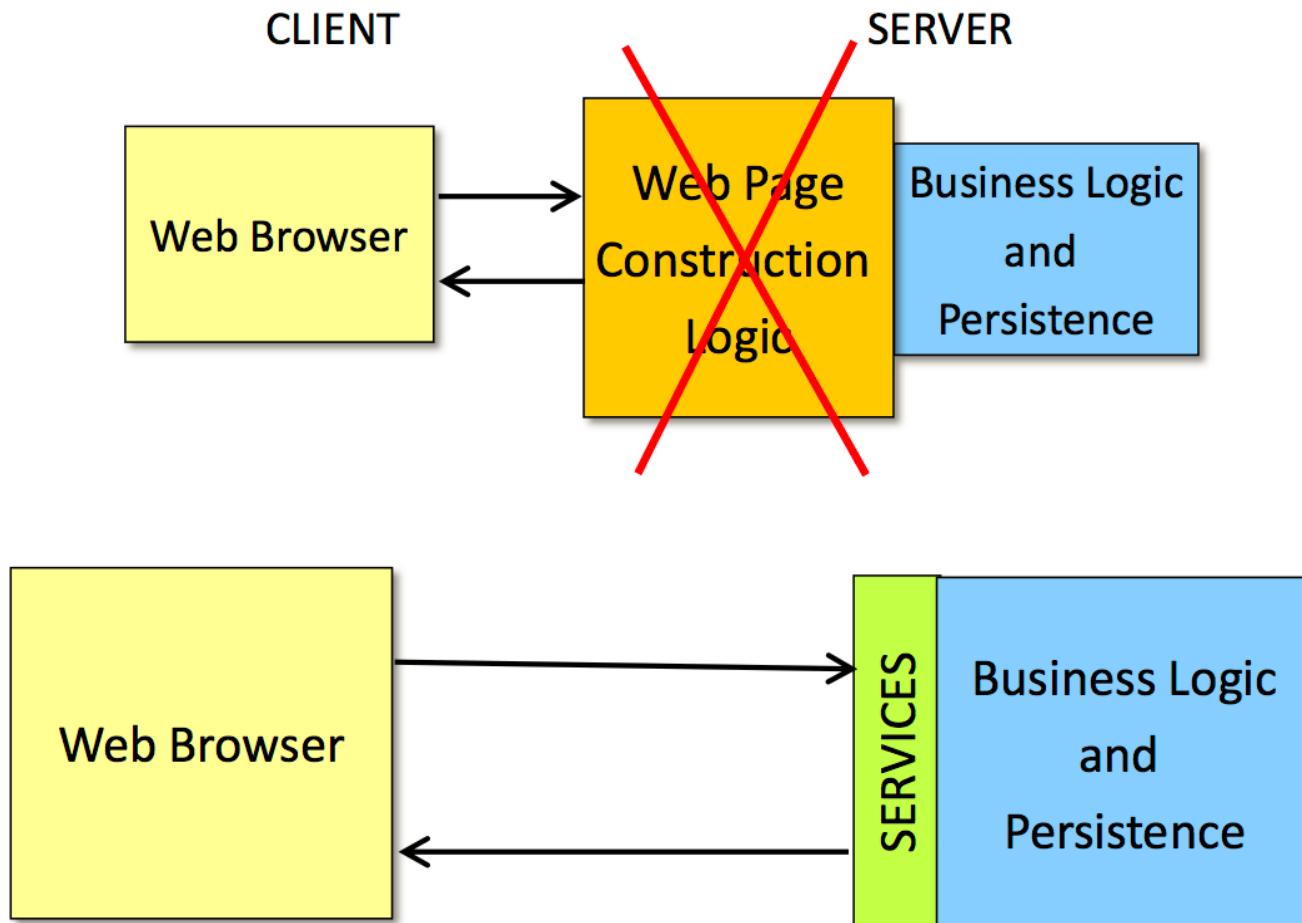 CLIENT
SERVER
Web Browser
Web Page
Construction
Logic
Business Logic
and
Persistence
Web Browser
SERVICES
Business Logic
and
Persistence